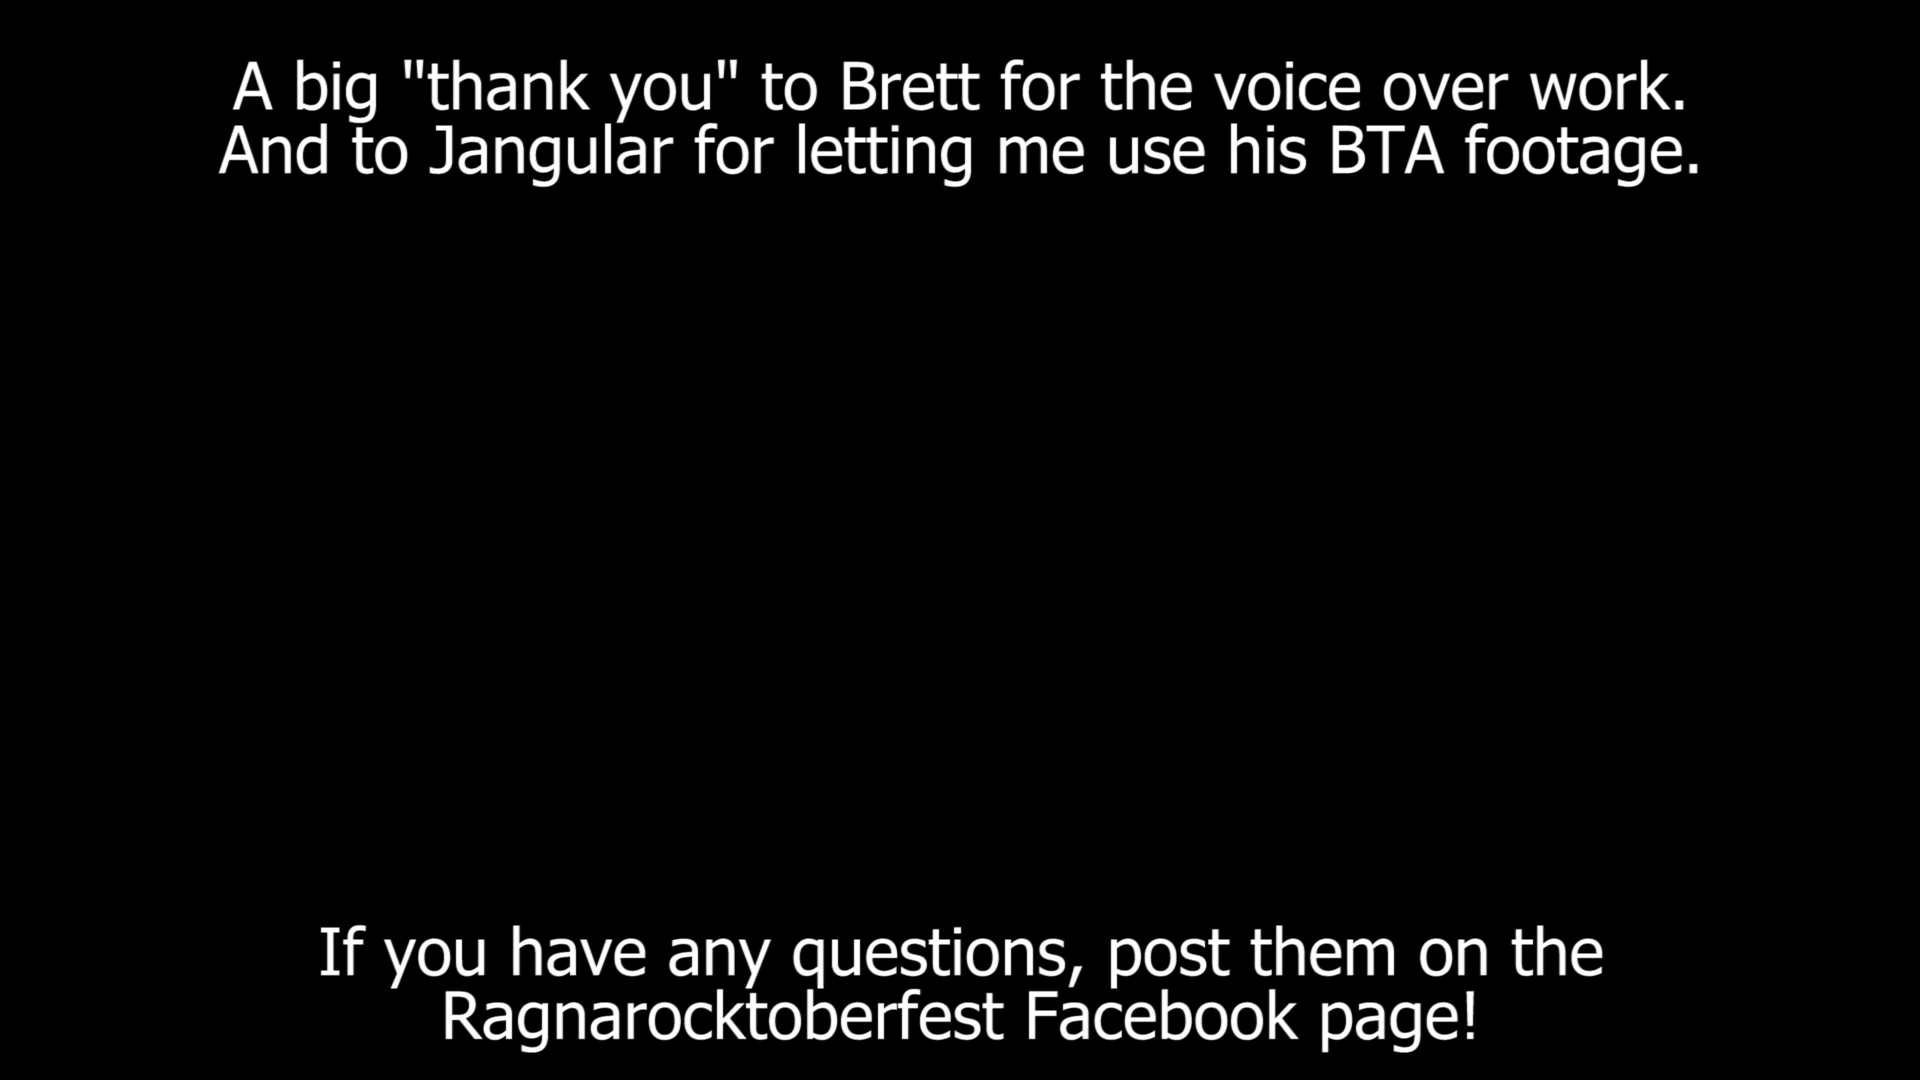 A big "thank you" to Brett for the voice over work.
And to Jangular for letting me use his BTA footage.
If you have any questions, post them on the
Ragnarocktoberfest Facebook page!